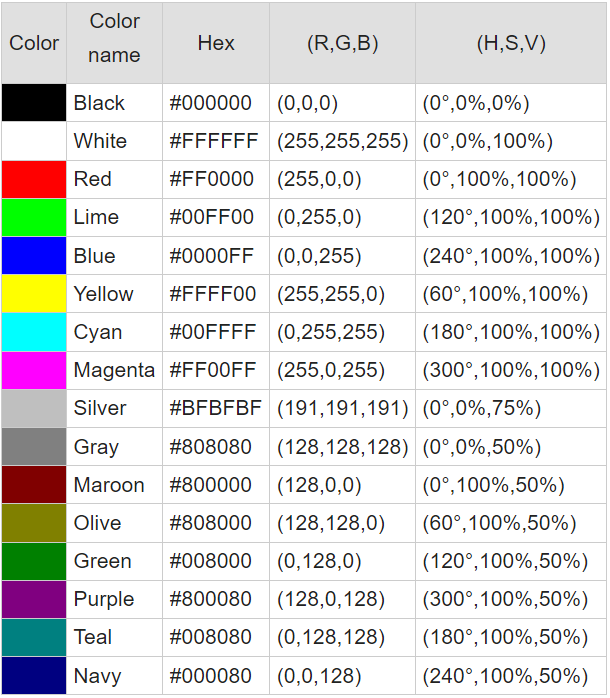 Color Color name Hex (R,G,B) (H,S,V)
Black #000000 (0,0,0) (0°,0%,0%)
White #FFFFFF (255,255,255) (0°,0%,100%)
Red #FF0000 (255,0,0) (0°,100%,100%)
Lime #00FF00 (0,255,0) (120°,100%,100%)
Blue #0000FF (0,0,255) (240°,100%,100%)
Yellow #FFFF00 (255,255,0) (60°,100%,100%)
Cyan #00FFFF (0,255,255) (180°,100%,100%)
Magenta #FF00FF (255,0,255) (300°,100%,100%)
Silver #BFBFBF (191,191,191) (0°,0%,75%)
Gray #808080 (128,128,128) (0°,0%,50%)
Maroon #800000 (128,0,0) (0°,100%,50%)
Olive #808000 (128,128,0) (60°,100%,50%)
Green #008000 (0,128,0) (120°,100%,50%)
Purple #800080 (128,0,128) (300°,100%,50%)
Teal #008080 (0,128,128) (180°,100%,50%)
Navy #000080 (0,0,128) (240°,100%,50%)